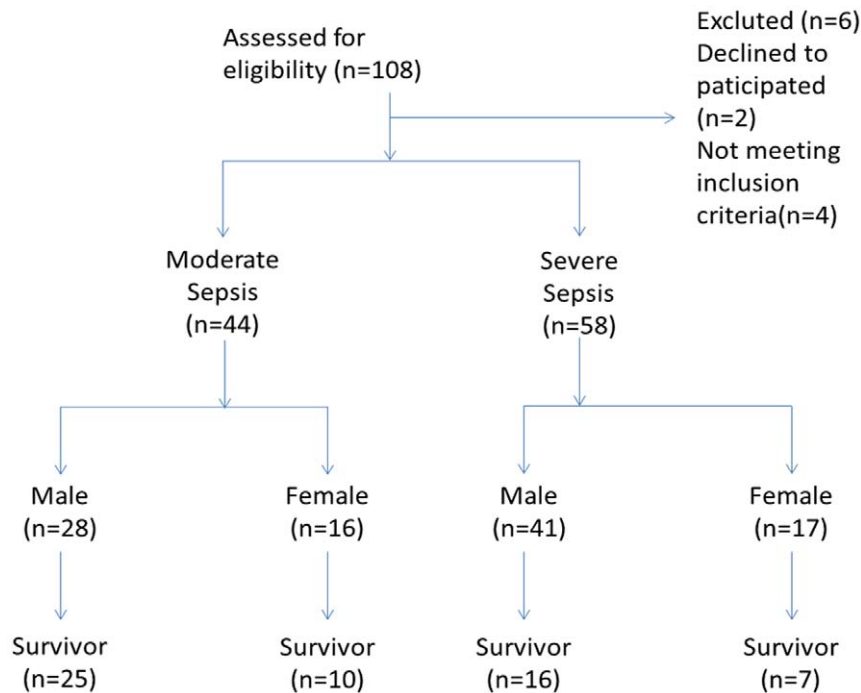 Assessed for
eligibility (n=108)
Excluted (n=6)
Declined to
paticipated
(n=2)
Not meeting
inclusion
criteria(n=4)
Moderate
Sepsis
(n=44)
Severe
Sepsis
(n=58)
Male
(n=28)
Female
(n=16)
Male
(n=41)
Female
(n=17)
Survivor
(n=25)
Survivor
(n=10)
Survivor
(n=16)
Survivor
(n=7)